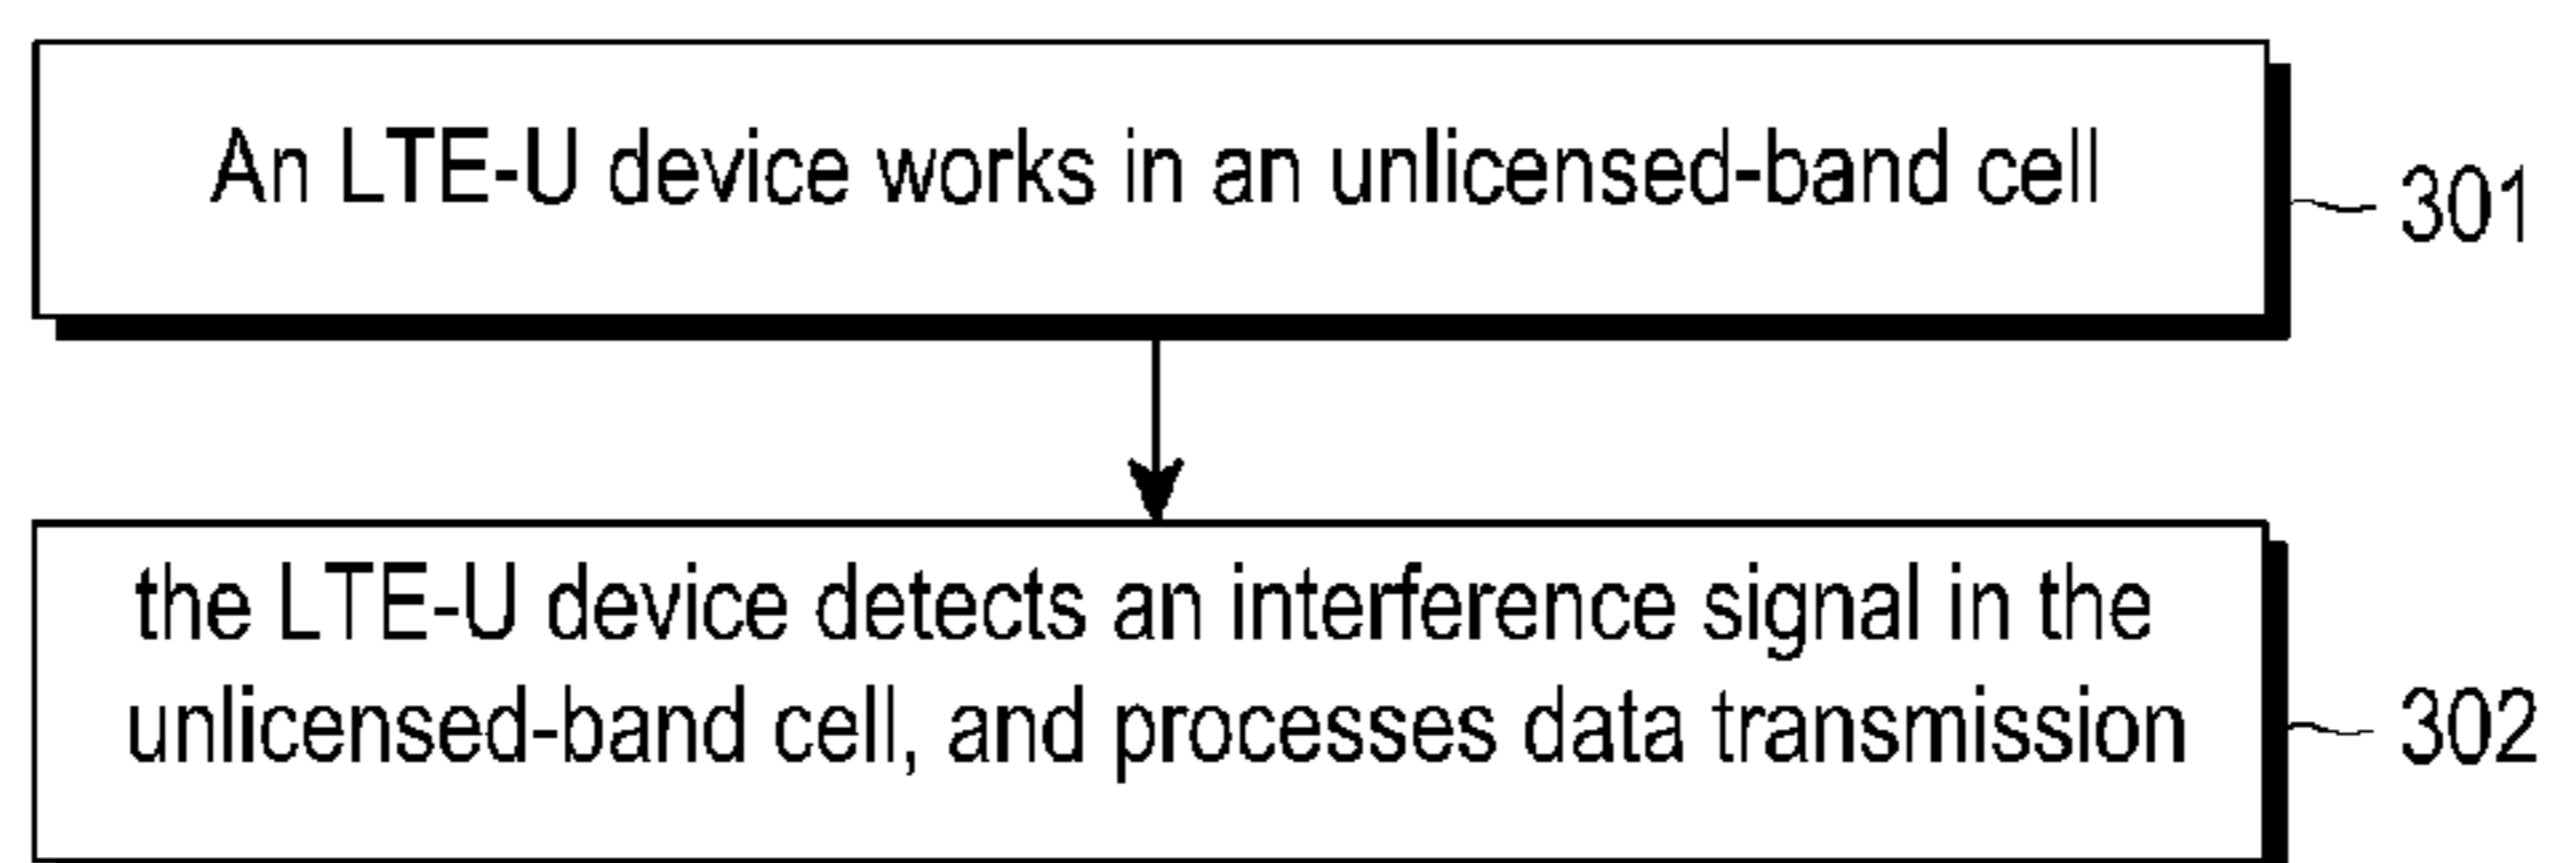 An LTE-U device works in an unlicensed-band cell
301
the LTE-U device detects an interference signal in the
unlicensed-band cell, and processes data transmission
302